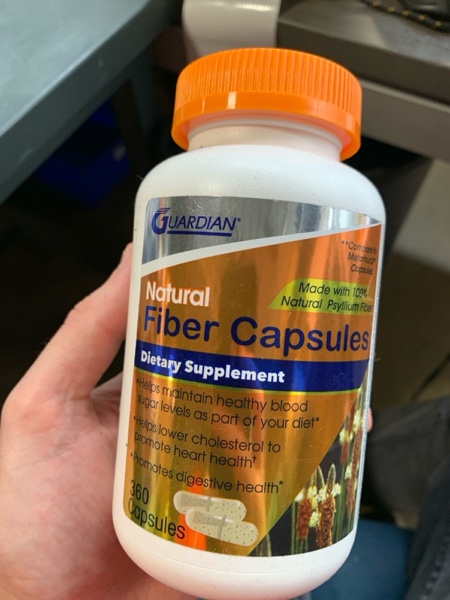 GUARDIAN®
**Compare to
Metamucil®
Capsules
Made with 100%
Natural Psyllium Fiber
Natural
Fiber Capsules
Dietary Supplement
•Helps maintain healthy blood
sugar levels as part of your diet*
•Helps lower cholesterol to
promote heart health†
•Promotes digestive health*
360
Capsules